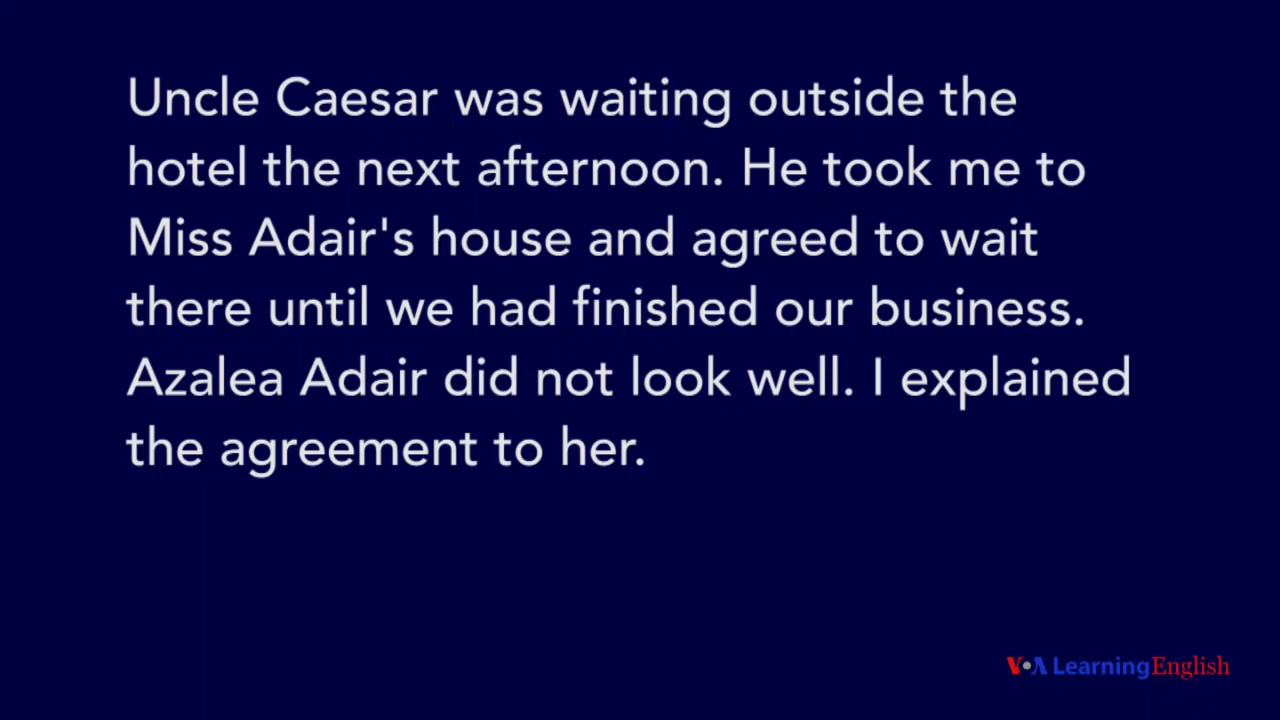 Uncle Caesar was waiting outside the
hotel the next afternoon. He took me to
Miss Adair's house and agreed to wait
there until we had finished our business.
Azalea Adair did not look well. I explained
the agreement to her.
VOA Learning English